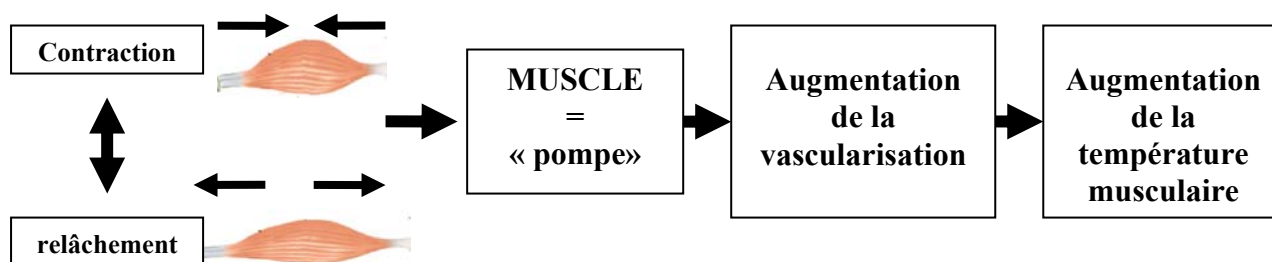 Contraction
relâchement
MUSCLE
=
« pompe»
Augmentation
de la
vascularisation
Augmentation
de la
température
musculaire